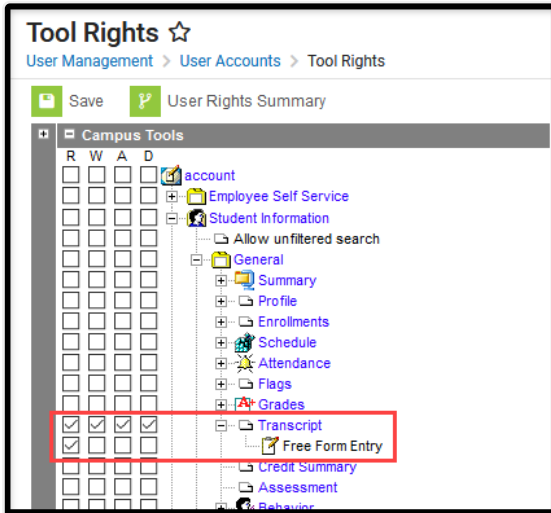 Tool Rights
User Management > User Accounts > Tool Rights
Save User Rights Summary
Campus Tools
R W A D
account
Employee Self Service
Student Information
Allow unfiltered search
General
Summary
Profile
Enrollments
Schedule
Attendance
Flags
A+ Grades
Transcript
Free Form Entry
Credit Summary
Assessment
Behavior